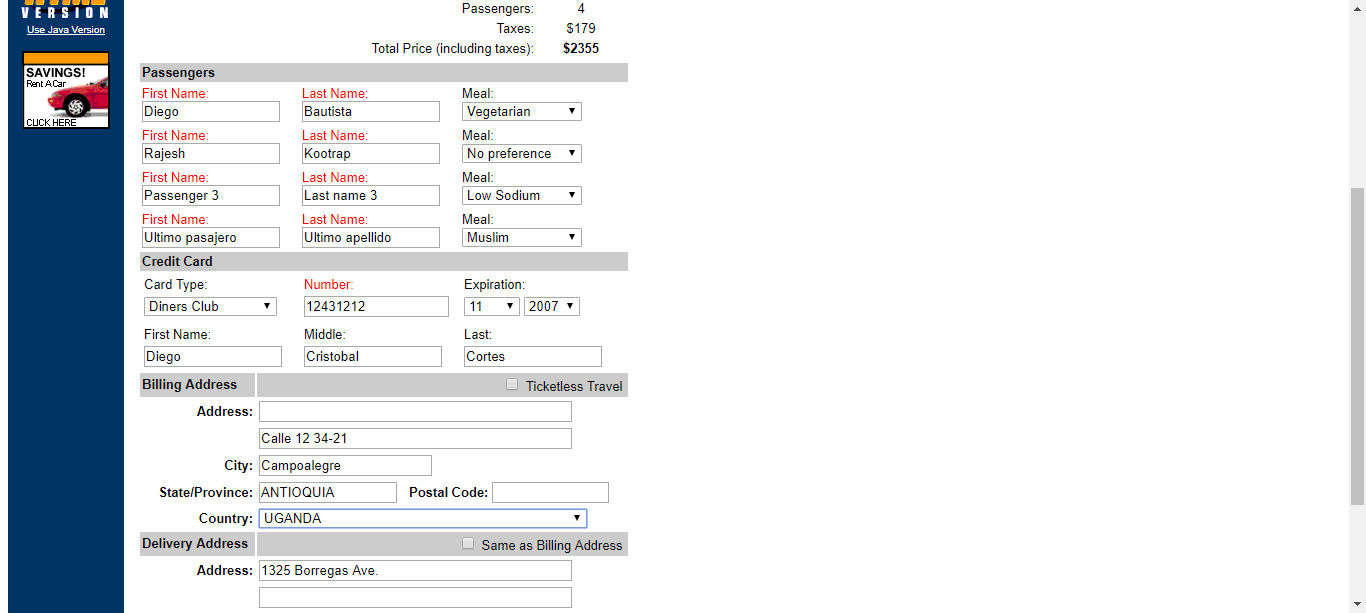 VERSION
Use Java Version
SAVINGS!
Rent A Car
CLICK HERE
Passengers: 4
Taxes: $179
Total Price (including taxes): $2355
Passengers
First Name: Last Name: Meal:
Diego Bautista Vegetarian
First Name: Last Name: Meal:
Rajesh Kootrap No preference
First Name: Last Name: Meal:
Passenger 3 Last name 3 Low Sodium
First Name: Last Name: Meal:
Ultimo pasajero Ultimo apellido Muslim
Credit Card
Card Type: Number: Expiration:
Diners Club 12431212 11 2007
First Name: Middle: Last:
Diego Cristobal Cortes
Billing Address Ticketless Travel
Address:
Calle 12 34-21
City: Campoalegre
State/Province: ANTIOQUIA Postal Code:
Country: UGANDA
Delivery Address Same as Billing Address
Address: 1325 Borregas Ave.